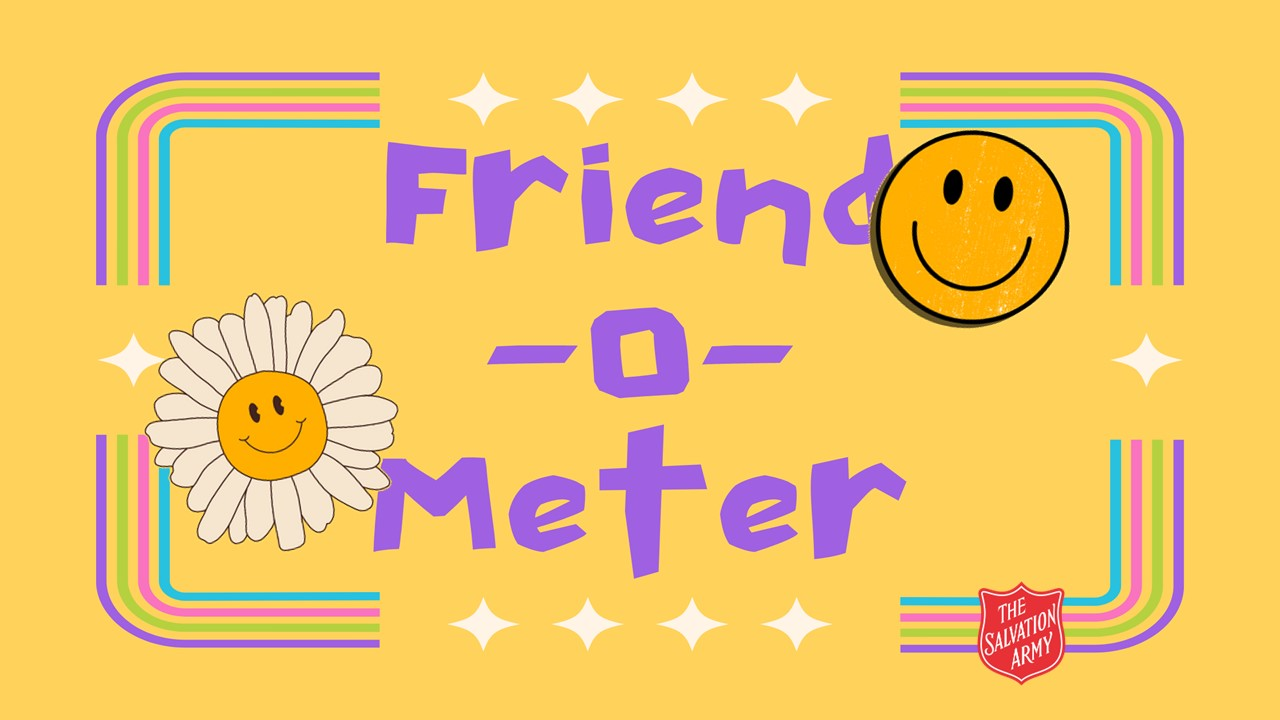 Friend
-O-
Meter
THE
SALVATION
ARMY